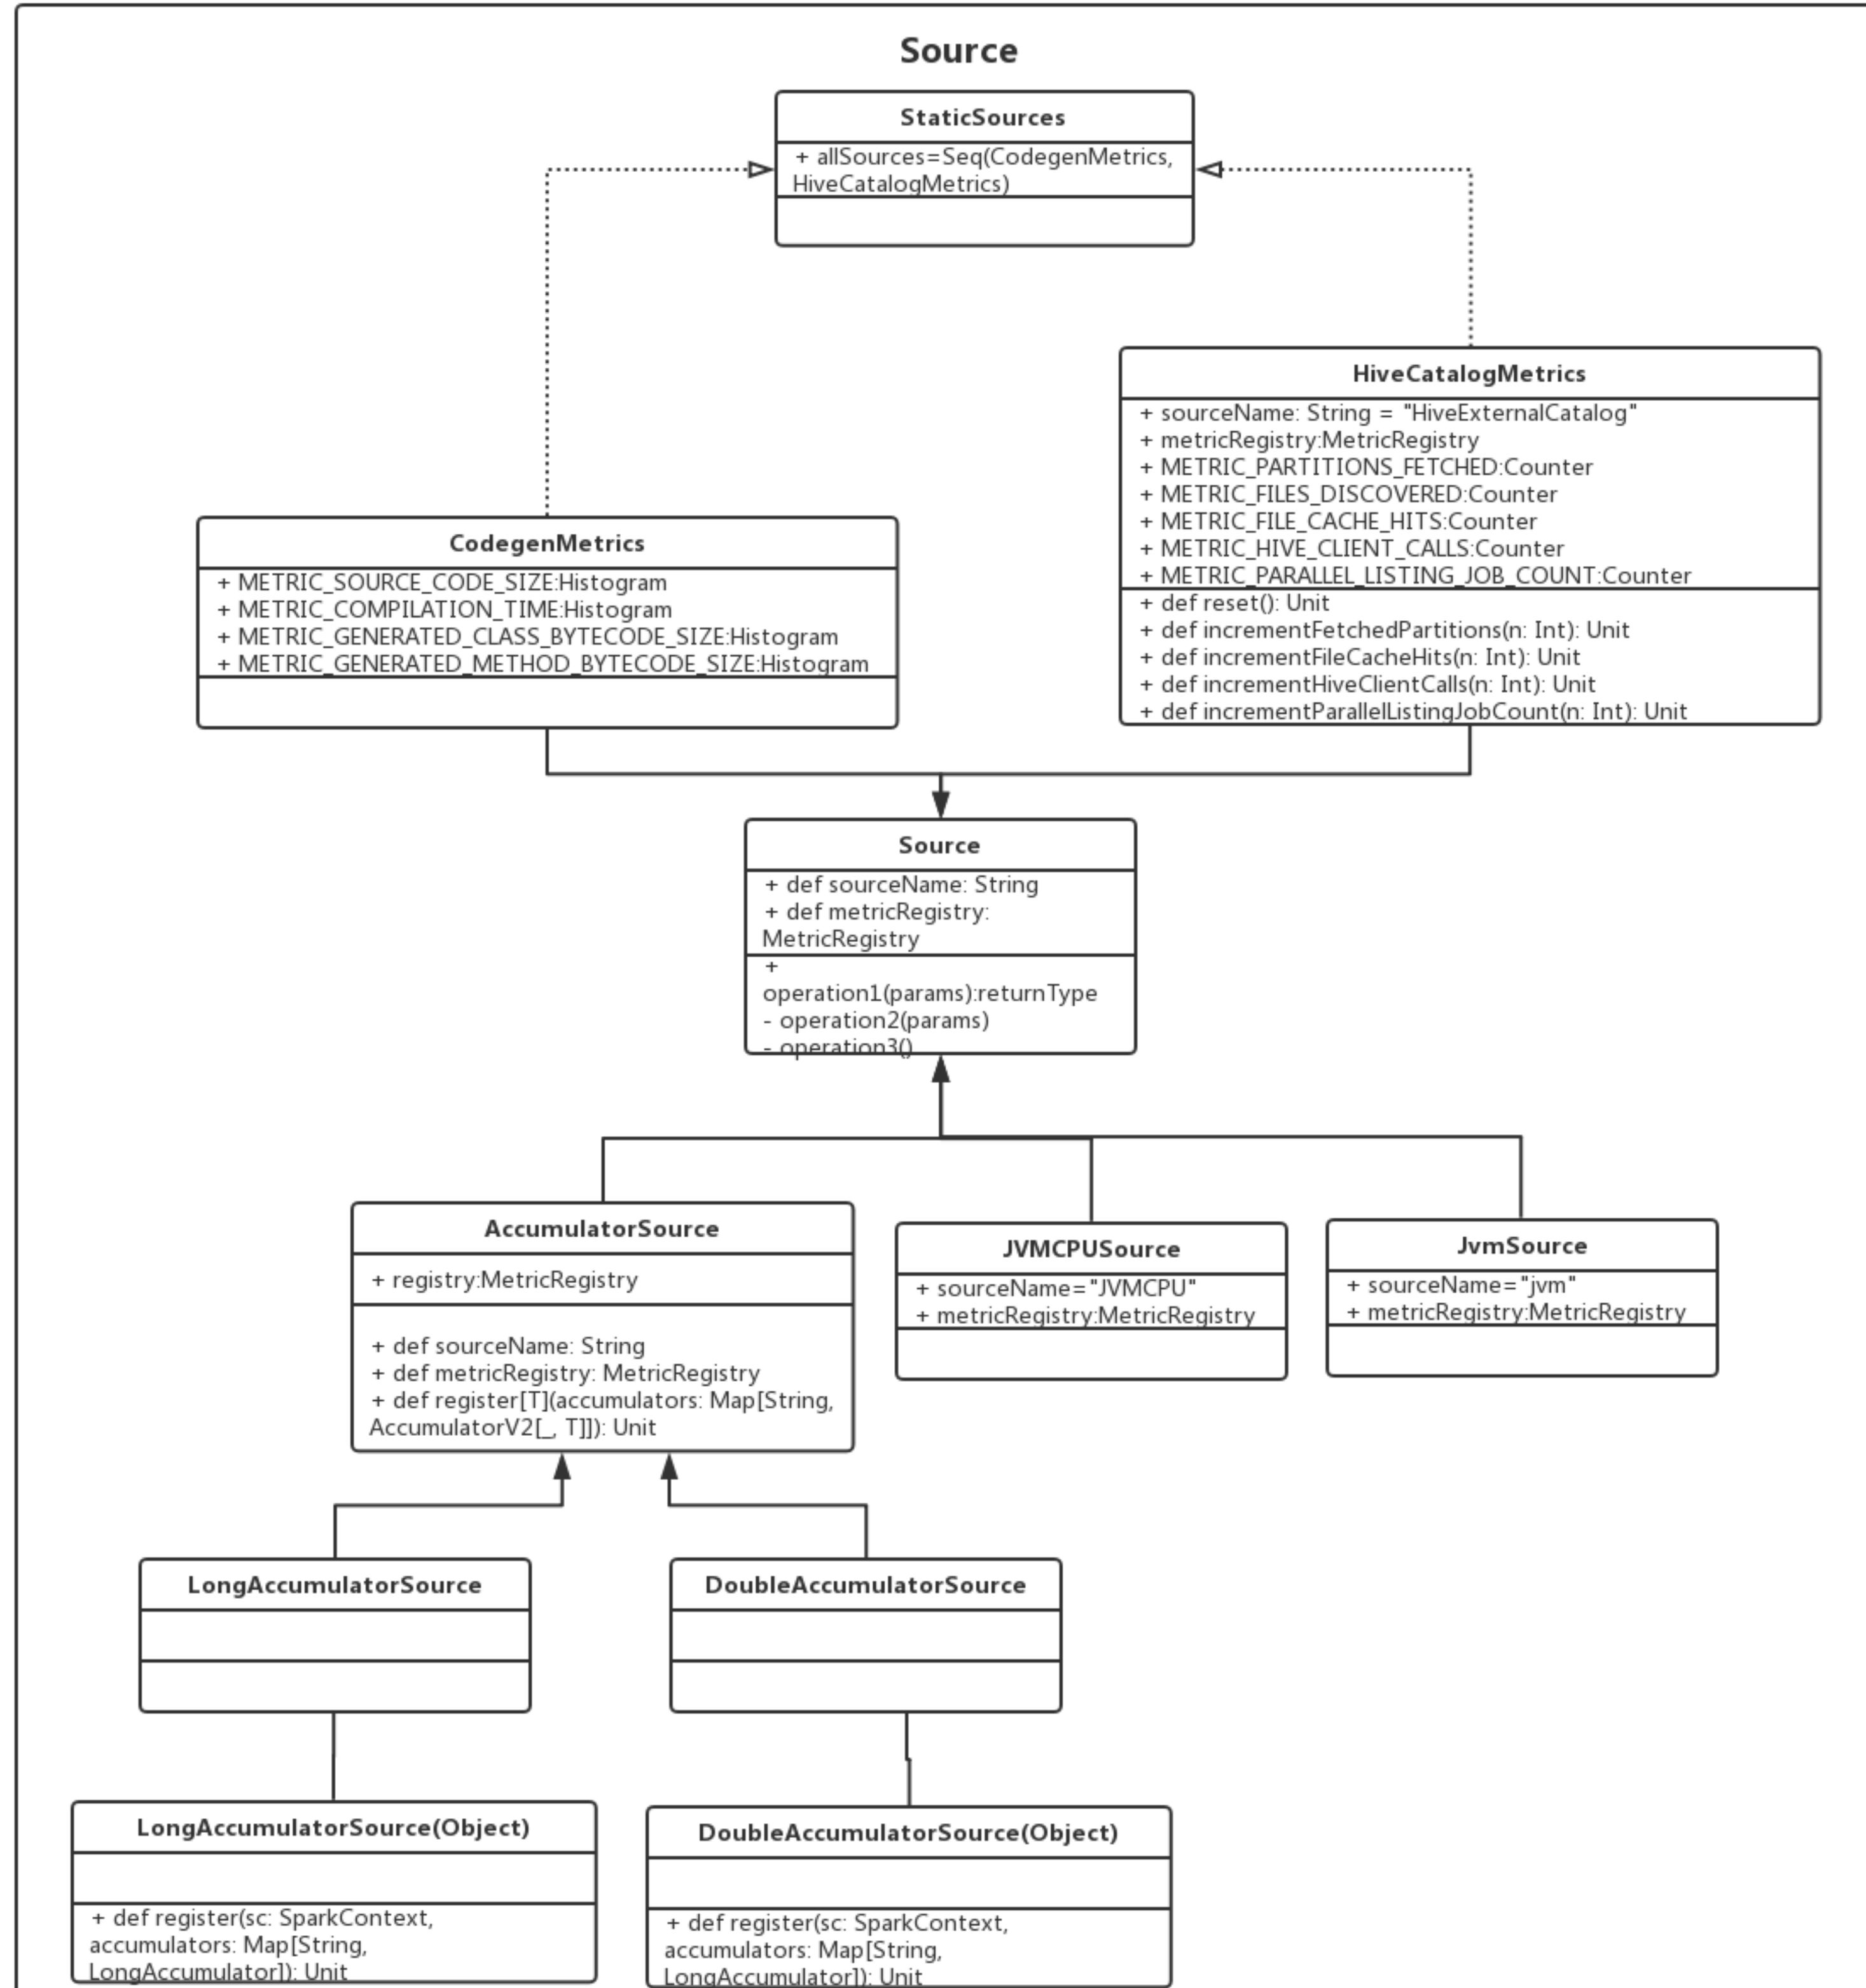 Source
StaticSources
+ allSources=Seq(CodegenMetrics,
HiveCatalogMetrics)
HiveCatalogMetrics
+ sourceName: String = "HiveExternalCatalog"
+ metricRegistry:MetricRegistry
+ METRIC_PARTITIONS_FETCHED:Counter
+ METRIC_FILES_DISCOVERED:Counter
+ METRIC_FILE_CACHE_HITS:Counter
+ METRIC_HIVE_CLIENT_CALLS:Counter
+ METRIC_PARALLEL_LISTING_JOB_COUNT:Counter
+ def reset(): Unit
+ def incrementFetchedPartitions(n: Int): Unit
+ def incrementFileCacheHits(n: Int): Unit
+ def incrementHiveClientCalls(n: Int): Unit
+ def incrementParallelListingJobCount(n: Int): Unit
CodegenMetrics
+ METRIC_SOURCE_CODE_SIZE:Histogram
+ METRIC_COMPILATION_TIME:Histogram
+ METRIC_GENERATED_CLASS_BYTECODE_SIZE:Histogram
+ METRIC_GENERATED_METHOD_BYTECODE_SIZE:Histogram
Source
+ def sourceName: String
+ def metricRegistry:
MetricRegistry
+
operation1(params):returnType
- operation2(params)
- operation3()
AccumulatorSource
+ registry:MetricRegistry
+ def sourceName: String
+ def metricRegistry: MetricRegistry
+ def register[T](accumulators: Map[String,
AccumulatorV2[_, T]]): Unit
JVMCPUSource
+ sourceName="JVMCPU"
+ metricRegistry:MetricRegistry
JvmSource
+ sourceName="jvm"
+ metricRegistry:MetricRegistry
LongAccumulatorSource
DoubleAccumulatorSource
LongAccumulatorSource(Object)
+ def register(sc: SparkContext,
accumulators: Map[String,
LongAccumulator]): Unit
DoubleAccumulatorSource(Object)
+ def register(sc: SparkContext,
accumulators: Map[String,
LongAccumulator]): Unit